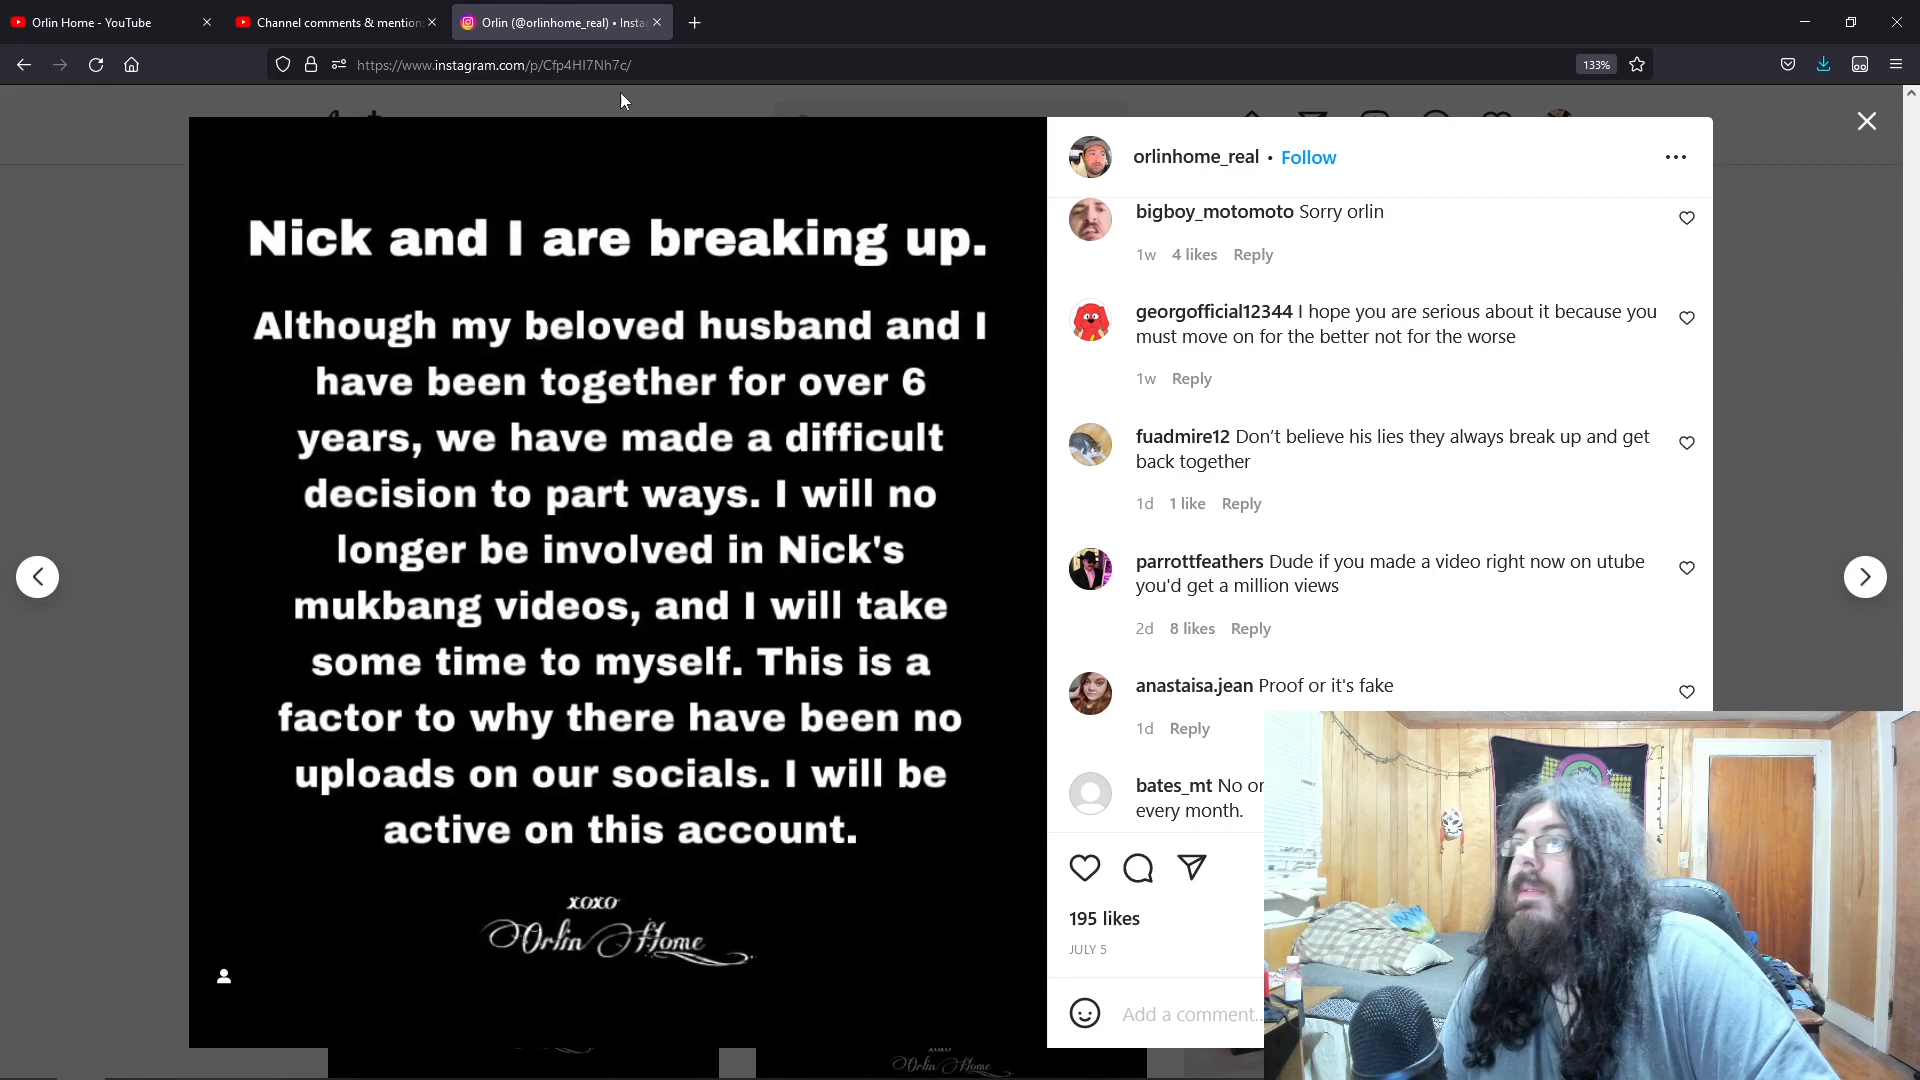 Orlin Home - YouTube
Channel comments & mention
Orlin (@orlinhome_real) • Insta
https://www.instagram.com/p/Cfp4HI7Nh7c/
133%
Nick and I are breaking up.
Although my beloved husband and I
have been together for over 6
years, we have made a difficult
decision to part ways. I will no
longer be involved in Nick's
mukbang videos, and I will take
some time to myself. This is a
factor to why there have been no
uploads on our socials. I will be
active on this account.
xoxo
Orlin Home
orlinhome_real • Follow
bigboy_motomoto Sorry orlin
1w 4 likes Reply
georgofficial12344 I hope you are serious about it because you
must move on for the better not for the worse
1w Reply
fuadmire12 Don't believe his lies they always break up and get
back together
1d 1 like Reply
parrottfeathers Dude if you made a video right now on utube
you'd get a million views
2d 8 likes Reply
anastaisa.jean Proof or it's fake
1d Reply
bates_mt No or
every month.
195 likes
JULY 5
Add a comment...
xoxo
Orlin Home